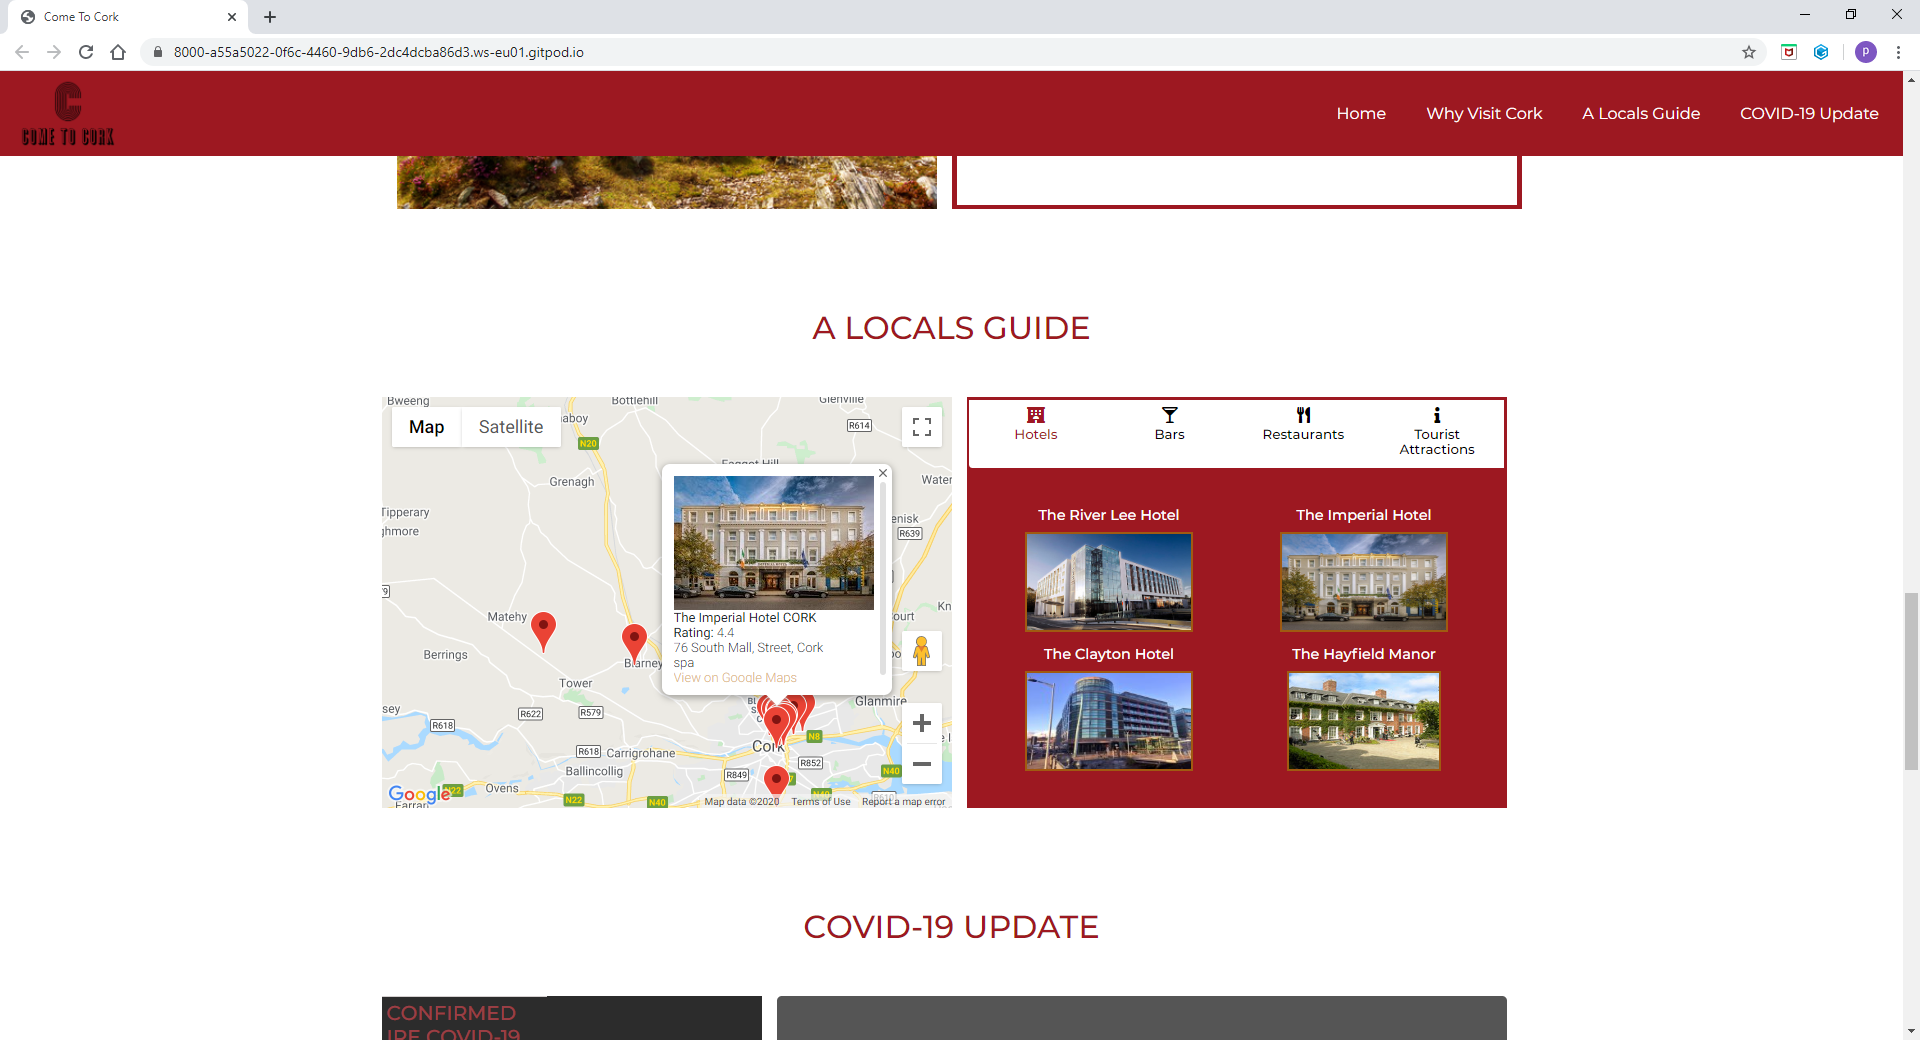 Come To Cork
8000-a55a5022-0f6c-4460-9db6-2dc4dcba86d3.ws-eu01.gitpod.io
P
C
COME TO CORK
Home
Why Visit Cork
A Locals Guide
COVID-19 Update
A LOCALS GUIDE
Bweeng
Bottlehill
Glenville
Map
Satellite
aboy
R614
N20
Faggot Hill
Grenagh
Water
Tipperary
enisk
ghmore
R639
The Imperial Hotel CORK
Rating: 4.4
76 South Mall, Street, Cork
spa
View on Google Maps
Kn
Matehy
ourt
Berrings
Blarney
Tower
Glanmire
sey
R622
R579
R618
N8
Cork
R618
Carrigrohane
R852
Ballincollig
R849
N40
Ovens
Google
N22
N22
N40
Map data ©2020
Terms of Use
Report a map error
Hotels
Bars
Restaurants
Tourist
Attractions
The River Lee Hotel
The Imperial Hotel
The Clayton Hotel
The Hayfield Manor
COVID-19 UPDATE
CONFIRMED
IRE COVID-19